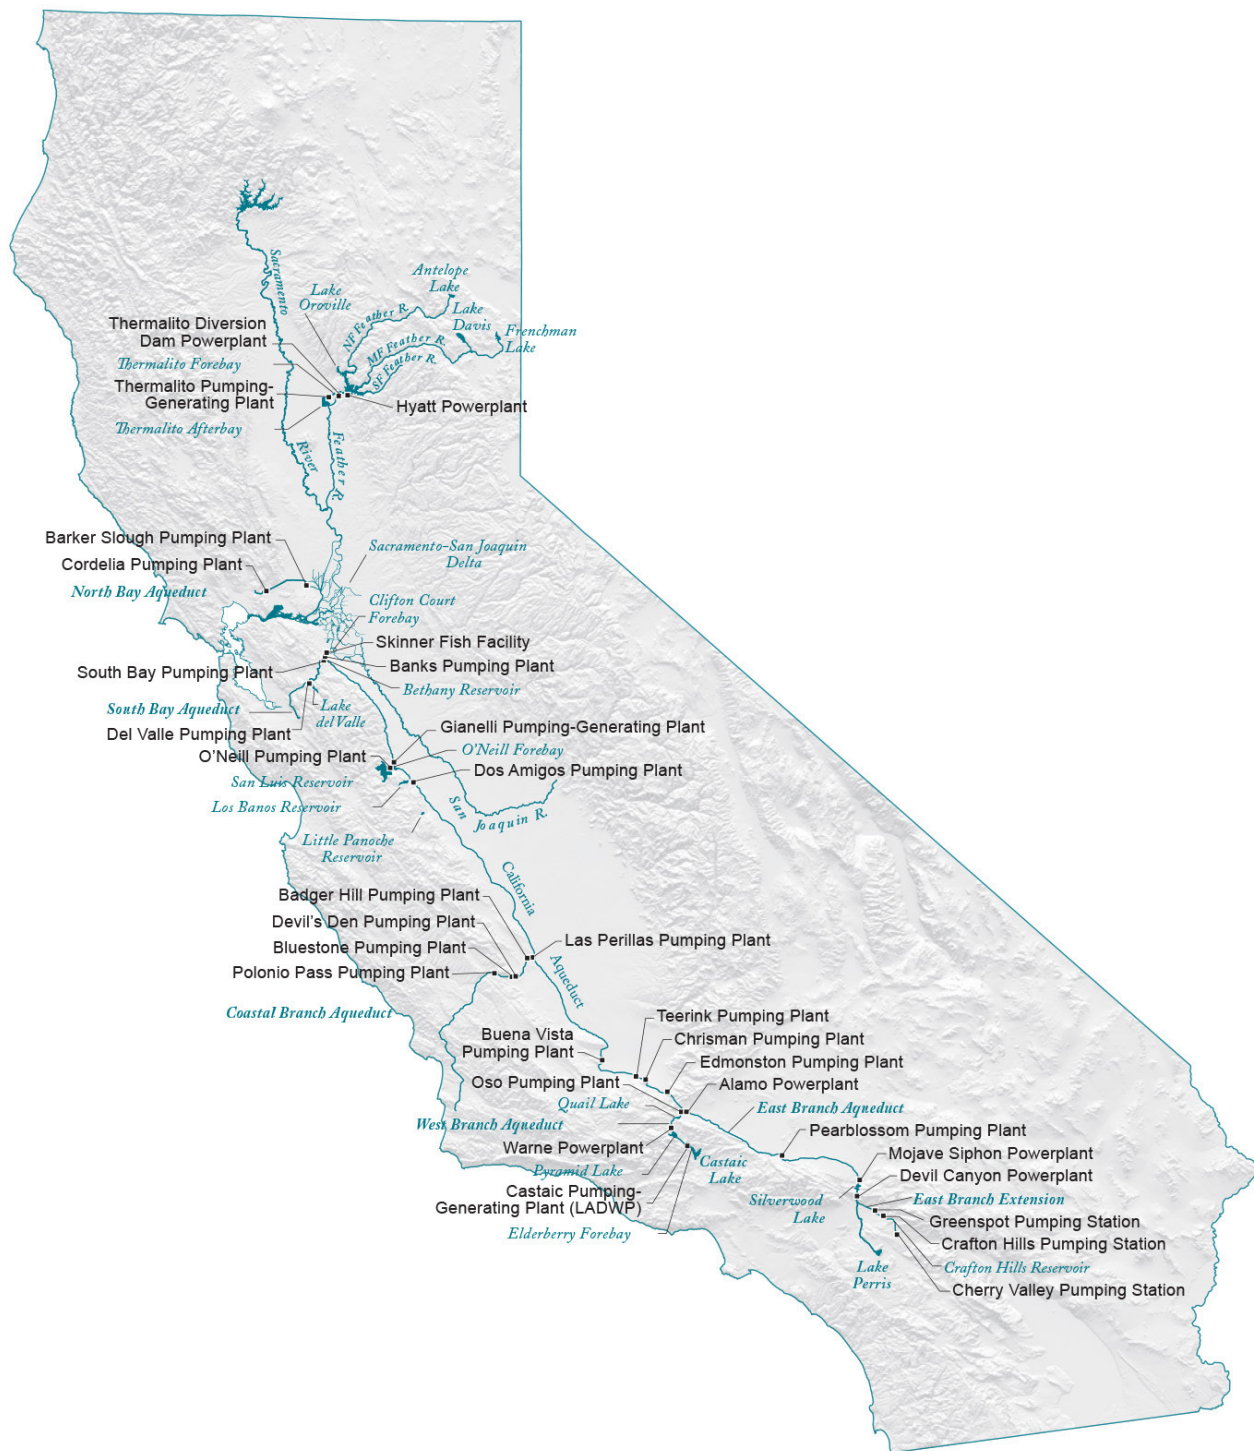 Sacramento
River
Antelope
Lake
Lake
Oroville
Lake
Davis
Frenchman
Lake
NF Feather R.
MF Feather R.
SF Feather R.
Thermalito Diversion
Dam Powerplant
Thermalito Forebay
Thermalito Pumping-
Generating Plant
Hyatt Powerplant
Thermalito Afterbay
Feather R.
Barker Slough Pumping Plant
Cordelia Pumping Plant
North Bay Aqueduct
Sacramento-San Joaquin
Delta
Clifton Court
Forebay
Skinner Fish Facility
Banks Pumping Plant
South Bay Pumping Plant
Bethany Reservoir
South Bay Aqueduct
Lake
del Valle
Del Valle Pumping Plant
Gianelli Pumping-Generating Plant
O'Neill Pumping Plant
O'Neill Forebay
San Luis Reservoir
Dos Amigos Pumping Plant
Los Banos Reservoir
San
Joaquin R.
Little Panoche
Reservoir
California
Aqueduct
Badger Hill Pumping Plant
Devil's Den Pumping Plant
Las Perillas Pumping Plant
Bluestone Pumping Plant
Polonio Pass Pumping Plant
Coastal Branch Aqueduct
Teerink Pumping Plant
Buena Vista
Pumping Plant
Chrisman Pumping Plant
Edmonston Pumping Plant
Oso Pumping Plant
Alamo Powerplant
Quail Lake
East Branch Aqueduct
West Branch Aqueduct
Pearblossom Pumping Plant
Warne Powerplant
Mojave Siphon Powerplant
Pyramid Lake
Castaic
Lake
Devil Canyon Powerplant
Castaic Pumping-
Generating Plant (LADWP)
Silverwood
Lake
East Branch Extension
Greenspot Pumping Station
Elderberry Forebay
Crafton Hills Pumping Station
Crafton Hills Reservoir
Lake
Perris
Cherry Valley Pumping Station